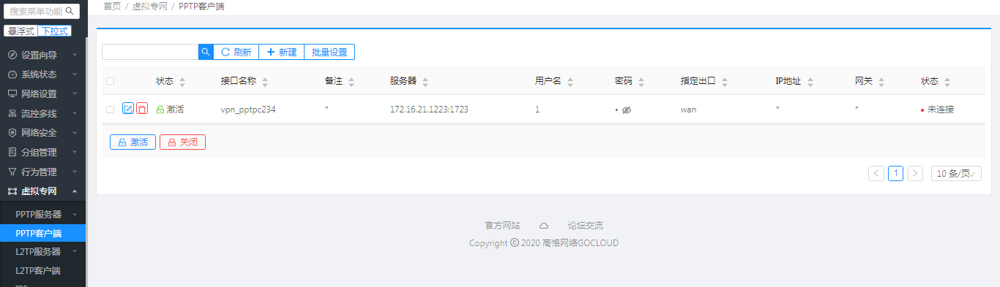 搜索菜单功能
首页 / 虚拟专网 / PPTP客户端
悬浮式 下拉式
设置向导
系统状态
网络设置
流控多线
网络安全
分组管理
行为管理
虚拟专网
PPTP服务器
PPTP客户端
L2TP服务器
L2TP客户端
刷新 新建 批量设置
状态 接口名称 备注 服务器 用户名 密码 指定出口 IP地址 网关 状态
激活 vpn_pptpc234 * 172.16.21.1223:1723 1 • wan * * 未连接
激活 关闭
1 10 条/页
官方网站 论坛交流
Copyright © 2020 高恪网络GOCLOUD